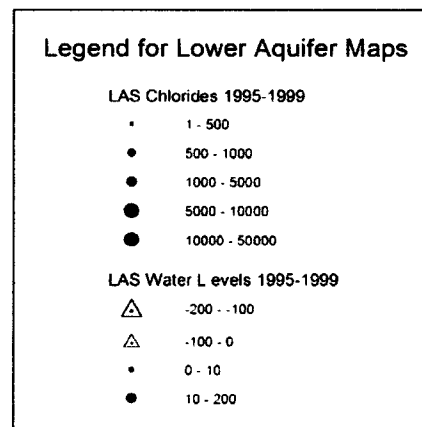 Legend for Lower Aquifer Maps
LAS Chlorides 1995-1999
1 - 500
500 - 1000
1000 - 5000
5000 - 10000
10000 - 50000
LAS Water Levels 1995-1999
-200 - -100
-100 - 0
0 - 10
10 - 200